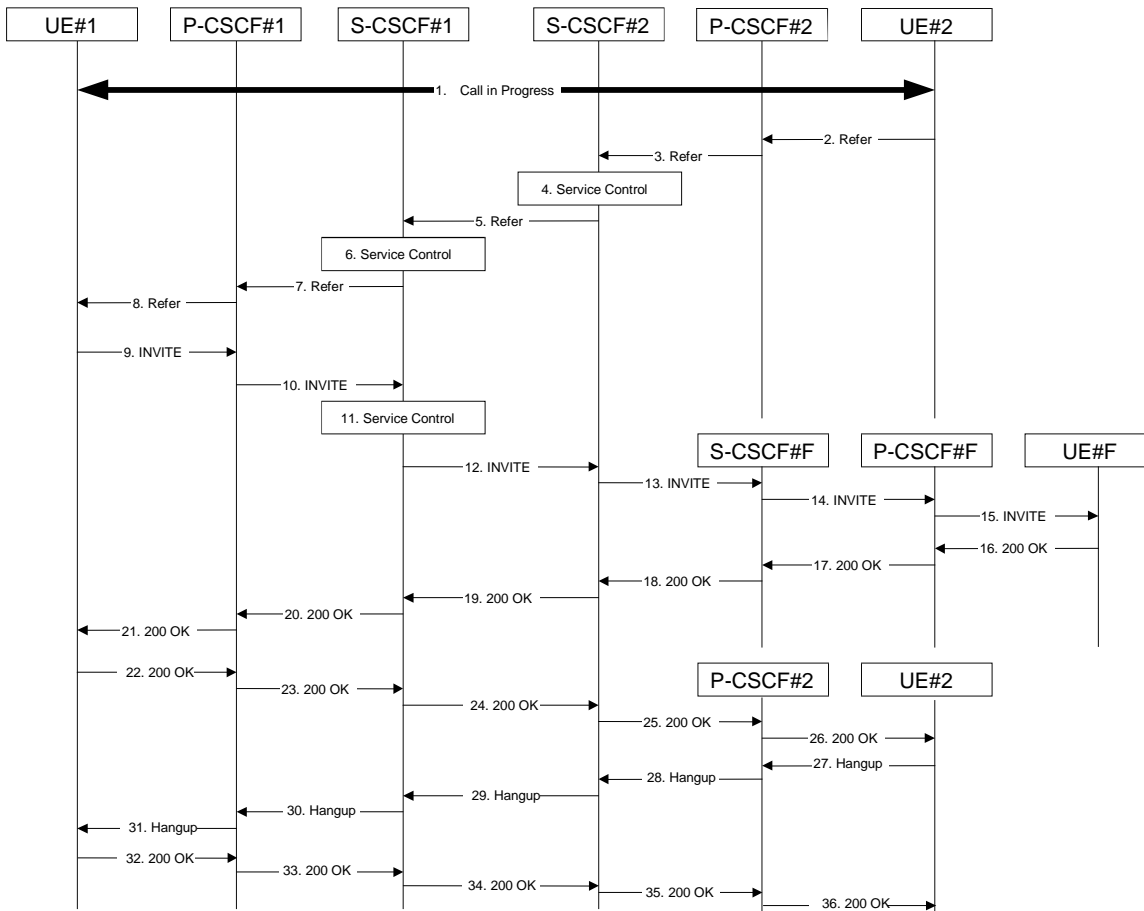 UE#1 P-CSCF#1 S-CSCF#1 S-CSCF#2 P-CSCF#2 UE#2
1. Call in Progress
2. Refer
3. Refer
4. Service Control
5. Refer
6. Service Control
7. Refer
8. Refer
9. INVITE
10. INVITE
11. Service Control
S-CSCF#F P-CSCF#F UE#F
12. INVITE
13. INVITE
14. INVITE
15. INVITE
16. 200 OK
17. 200 OK
18. 200 OK
19. 200 OK
20. 200 OK
21. 200 OK
22. 200 OK
P-CSCF#2 UE#2
23. 200 OK
24. 200 OK
25. 200 OK
26. 200 OK
27. Hangup
28. Hangup
29. Hangup
30. Hangup
31. Hangup
32. 200 OK
33. 200 OK
34. 200 OK
35. 200 OK
36. 200 OK